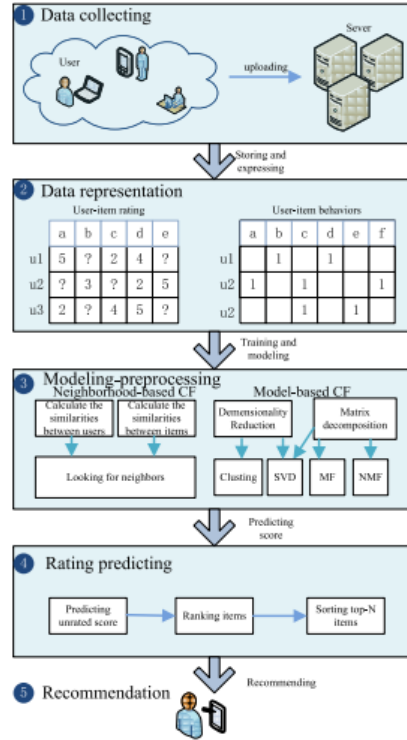 1 Data collecting
Sever
User
uploading
Storing and
expressing
2 Data representation
User-item rating
a b c d e
u1 5 ? 2 4 ?
u2 ? 3 ? 2 5
u3 2 ? 4 5 ?
User-item behaviors
a b c d e f
u1 1 1
u2 1 1 1
u2 1 1
Training and
modeling
3 Modeling-preprocessing
Neighborhood-based CF
Calculate the
similarities
between users
Calculate the
similarities
between items
Looking for neighbors
Model-based CF
Demensionality
Reduction
Matrix
decomposition
Clusting
SVD
MF
NMF
Predicting
score
4 Rating predicting
Predicting
unrated score
Ranking items
Sorting top-N
items
Recommending
5 Recommendation